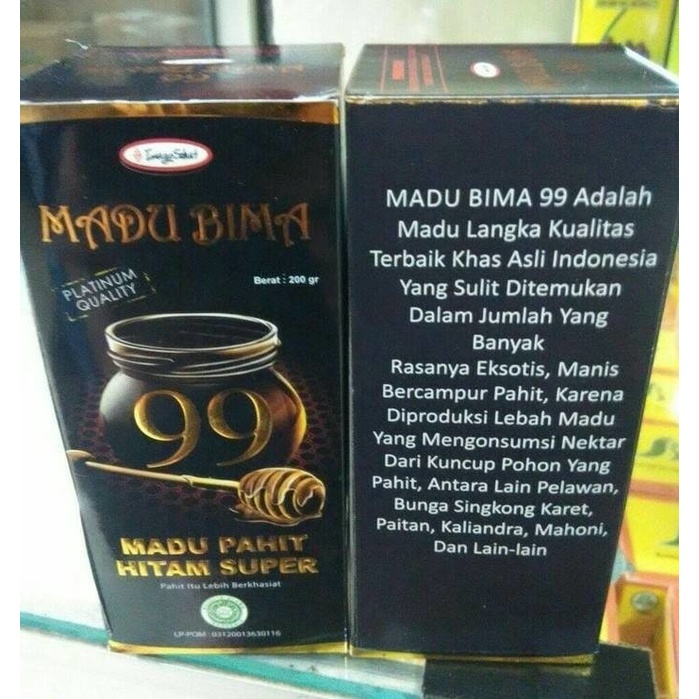 MADU BIMA
PLATINUM
QUALITY
Berat : 200 gr
99
MADU PAHIT
HITAM SUPER
Pahit Itu Lebih Berkhasiat
LP-POM : 03120013630116
MADU BIMA 99 Adalah
Madu Langka Kualitas
Terbaik Khas Asli Indonesia
Yang Sulit Ditemukan
Dalam Jumlah Yang
Banyak
Rasanya Eksotis, Manis
Bercampur Pahit, Karena
Diproduksi Lebah Madu
Yang Mengonsumsi Nektar
Dari Kuncup Pohon Yang
Pahit, Antara Lain Pelawan,
Bunga Singkong Karet,
Paitan, Kaliandra, Mahoni,
Dan Lain-lain